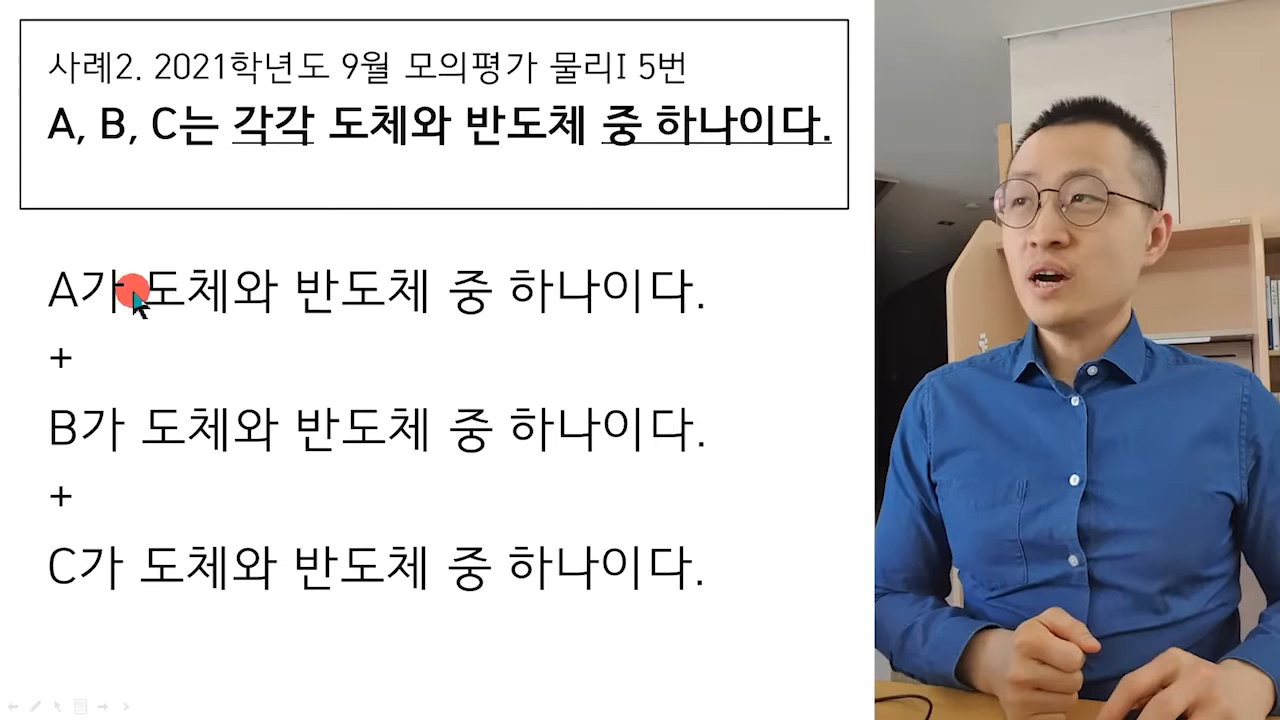 사례2. 2021학년도 9월 모의평가 물리I 5번
A, B, C는 각각 도체와 반도체 중 하나이다.
A가 도체와 반도체 중 하나이다.
+
B가 도체와 반도체 중 하나이다.
+
C가 도체와 반도체 중 하나이다.